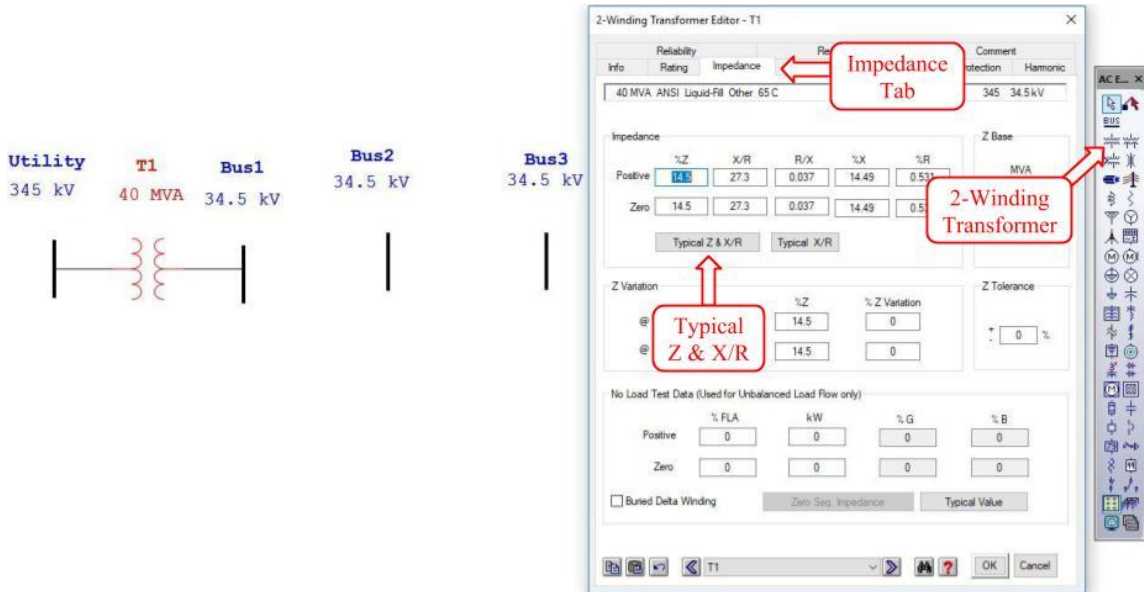 2-Winding Transformer Editor - T1
Reliability Comment
Info Rating Impedance Harmonic
Impedance
Tab
40 MVA ANSI Liquid-Fill Other 65 C 345 34.5 kV
AC E... X
BUS
Impedance
Z Base
%Z X/R R/X %X %R
MVA
Positive 14.5 27.3 0.037 14.49 0.531
Zero 14.5 27.3 0.037 14.49
2-Winding
Transformer
Typical Z & X/R Typical X/R
Z Variation
Z Tolerance
%Z % Z Variation
@ 14.5 0
@ 14.5 0
+
- 0 %
Typical
Z & X/R
No Load Test Data (Used for Unbalanced Load Flow only)
% FLA kW % G % B
Positive 0 0 0 0
Zero 0 0 0 0
Buried Delta Winding Zero Seq. Impedance Typical Value
T1 OK Cancel
Utility
345 kV
T1
40 MVA
Bus1
34.5 kV
Bus2
34.5 kV
Bus3
34.5 kV